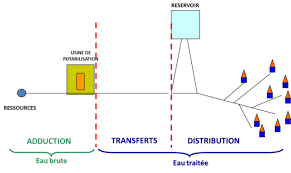 RESERVOIR
USINE DE
POTABILISATION
RESSOURCES
ADDUCTION
TRANSFERTS
DISTRIBUTION
Eau brute
Eau traitée